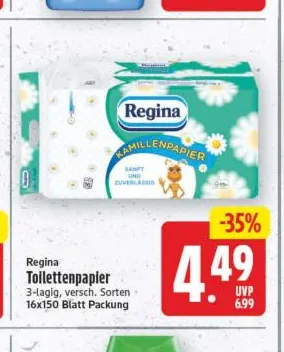 Regina
KAMILLENPAPIER
SANFT
UND
ZUVERLÄSSIG
-35%
Regina
Toilettenpapier
3-lagig, versch. Sorten
16x150 Blatt Packung
4.49
UVP
6.99